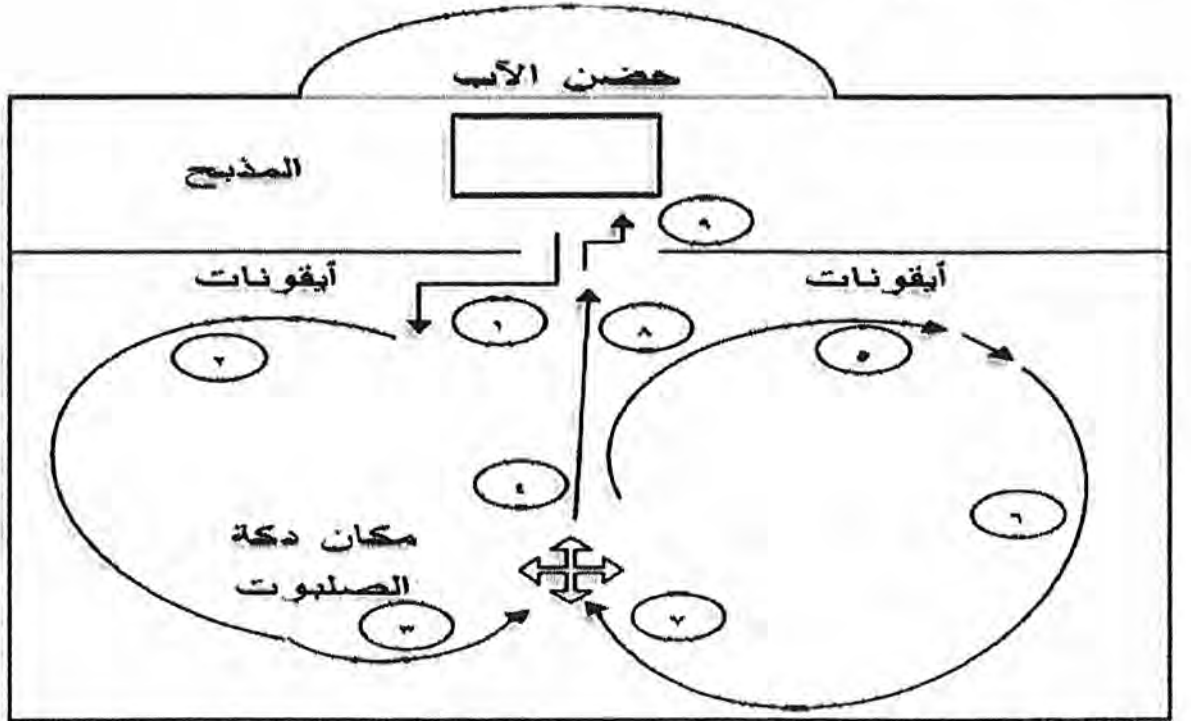 حضن الآب
المذبح
٩
أيقونات
أيقونات
١
٨
٢
٥
٤
٦
مكان دكة
الصلبوت
٣
٧